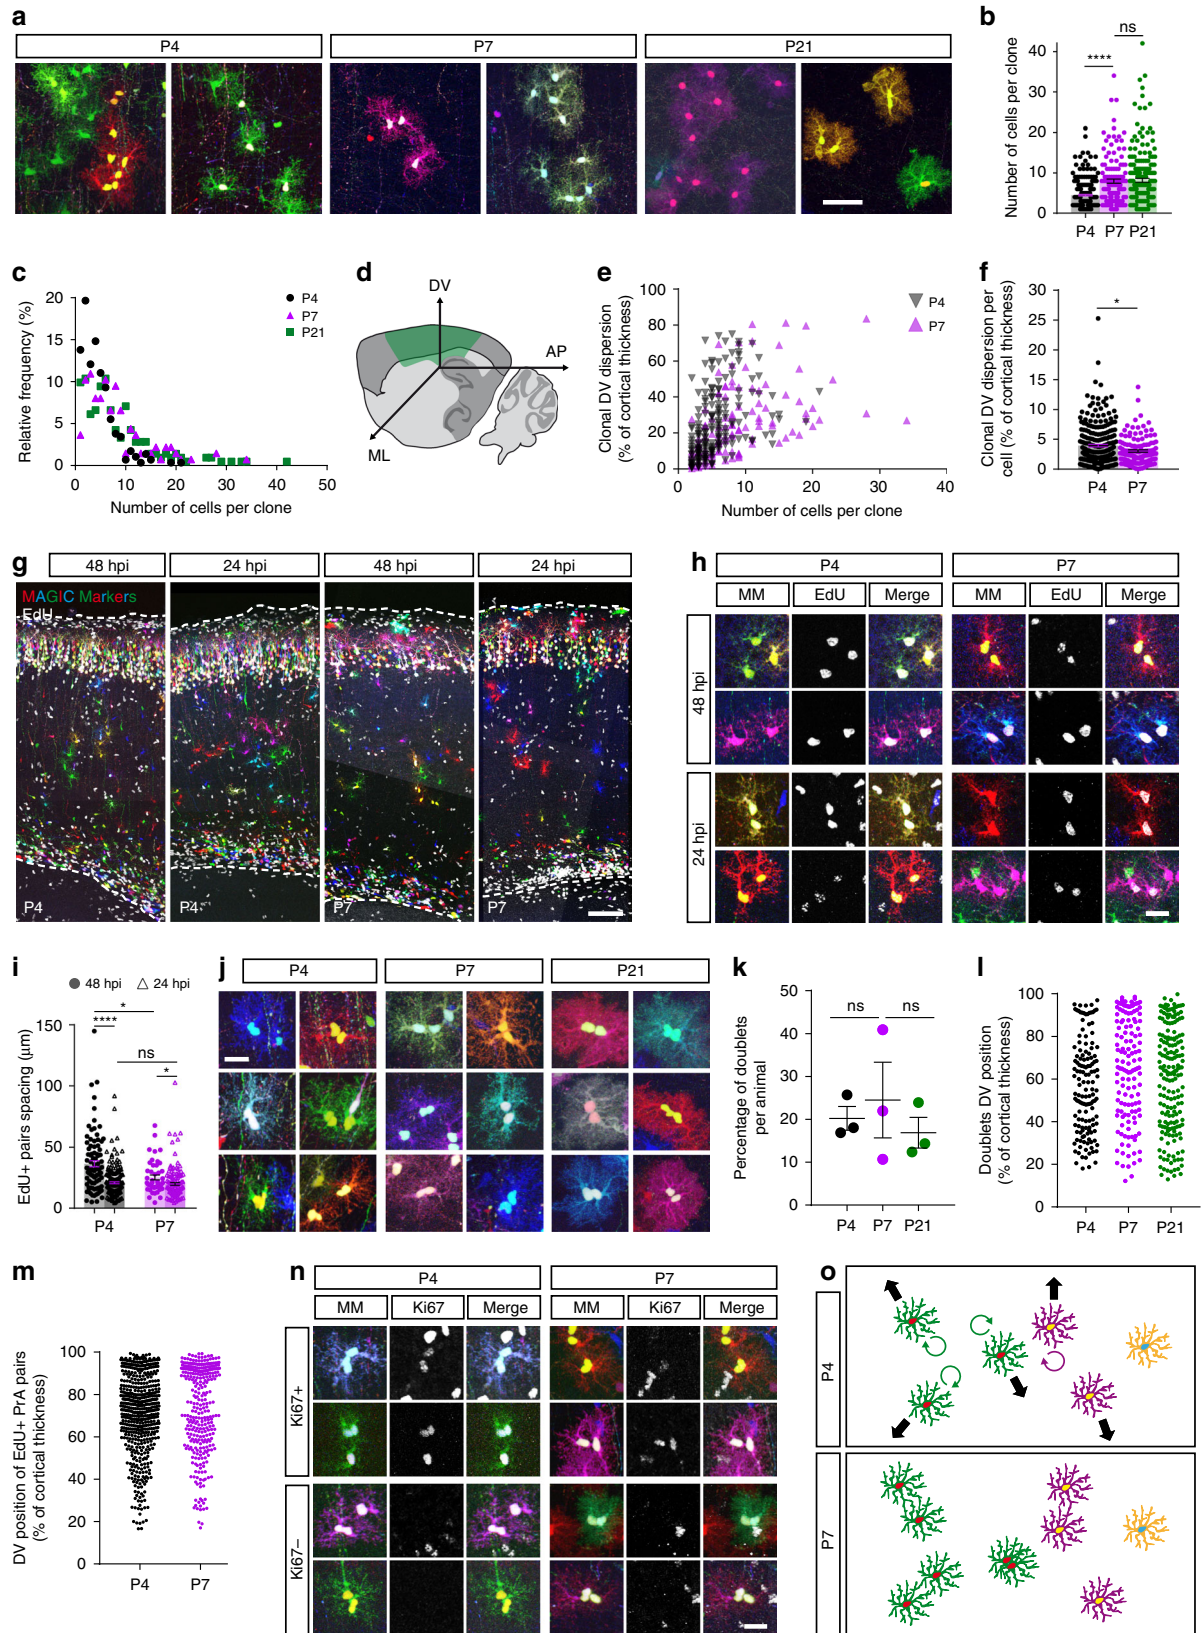 a
P4 P7 P21
b
Number of cells per clone
40
30
20
10
0
**** ns
P4 P7 P21
c
Relative frequency (%)
20
15
10
5
0
0 10 20 30 40 50
Number of cells per clone
P4
P7
P21
d
DV
AP
ML
e
Clonal DV dispersion
(% of cortical thickness)
100
80
60
40
20
0
0 10 20 30 40
Number of cells per clone
P4
P7
f
Clonal DV dispersion per
cell (% of cortical thickness)
30
25
20
15
10
5
0
*
P4 P7
g
48 hpi 24 hpi 48 hpi 24 hpi
MAGIC Markers
EdU
P4 P4 P7 P7
h
P4 P7
MM EdU Merge MM EdU Merge
48 hpi
24 hpi
i
48 hpi 24 hpi
EdU+ pairs spacing (μm)
150
100
50
0
*
****
ns
*
P4 P7
j
P4 P7 P21
k
Percentage of doublets
per animal
50
40
30
20
10
0
ns ns
P4 P7 P21
l
Doublets DV position
(% of cortical thickness)
100
80
60
40
20
0
P4 P7 P21
m
DV position of EdU+ PrA pairs
(% of cortical thickness)
100
80
60
40
20
0
P4 P7
n
P4 P7
MM Ki67 Merge MM Ki67 Merge
Ki67+
Ki67−
o
P4
P7